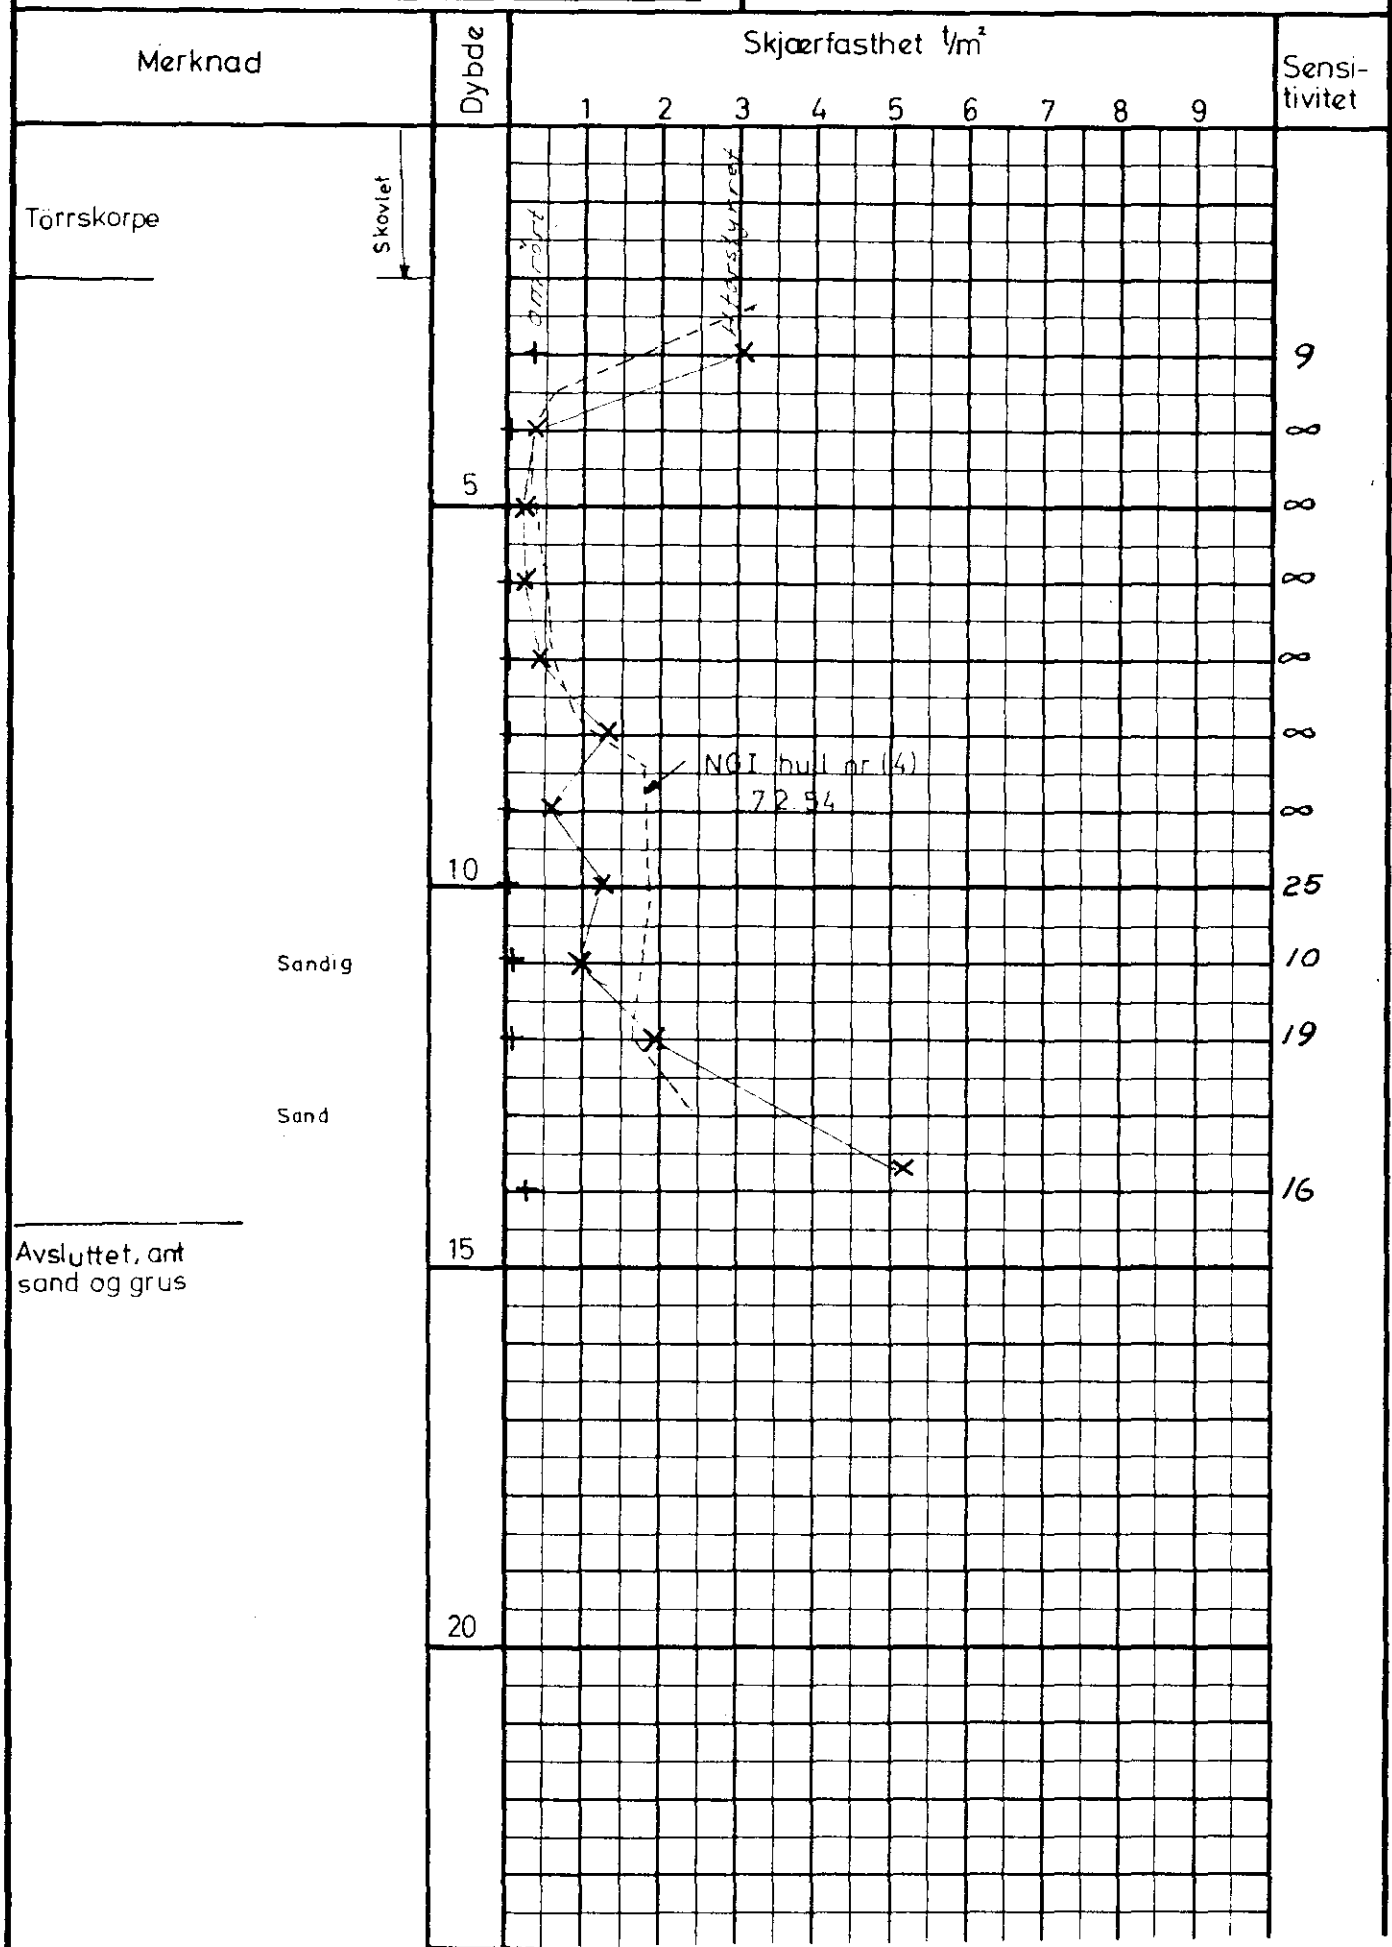 Merknad
Dybde
Skjærfasthet t/m²
Sensi-
tivitet
1 2 3 4 5 6 7 8 9
Törrskorpe
Skovlet
omrört
Uforstyrret
9
∞
5
∞
∞
∞
∞
NGI hull nr (4)
72.54
∞
10
25
Sandig
10
19
Sand
16
Avsluttet, ant
sand og grus
15
20